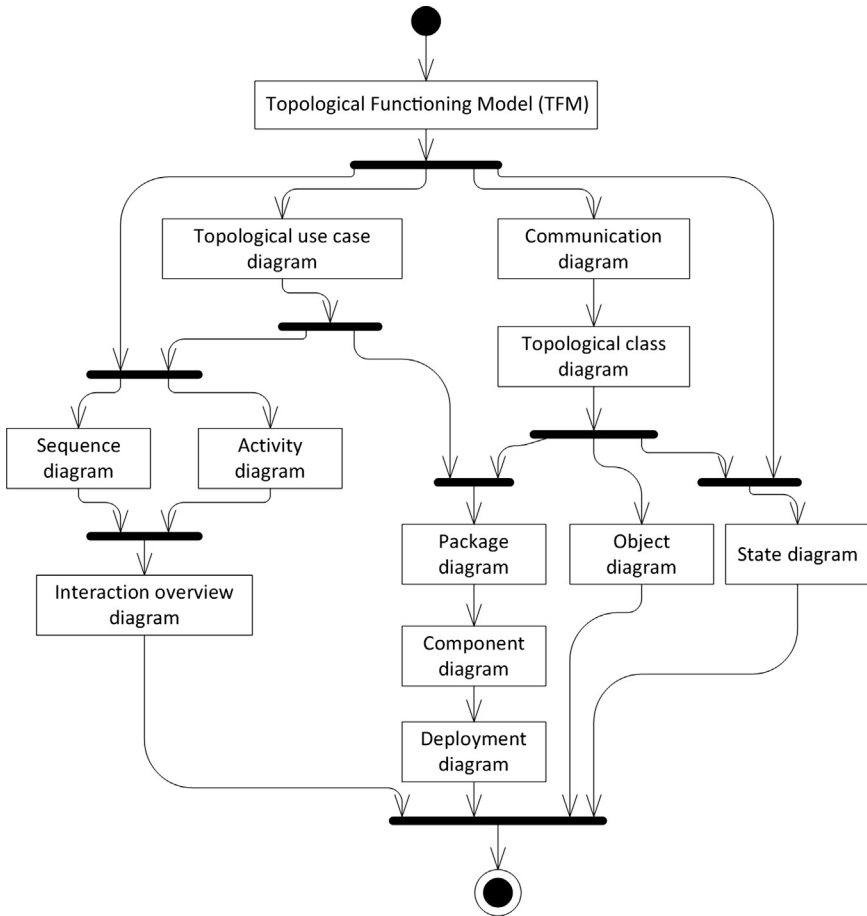 Topological Functioning Model (TFM)
Topological use case
diagram
Communication
diagram
Topological class
diagram
Sequence
diagram
Activity
diagram
Package
diagram
Object
diagram
State diagram
Interaction overview
diagram
Component
diagram
Deployment
diagram